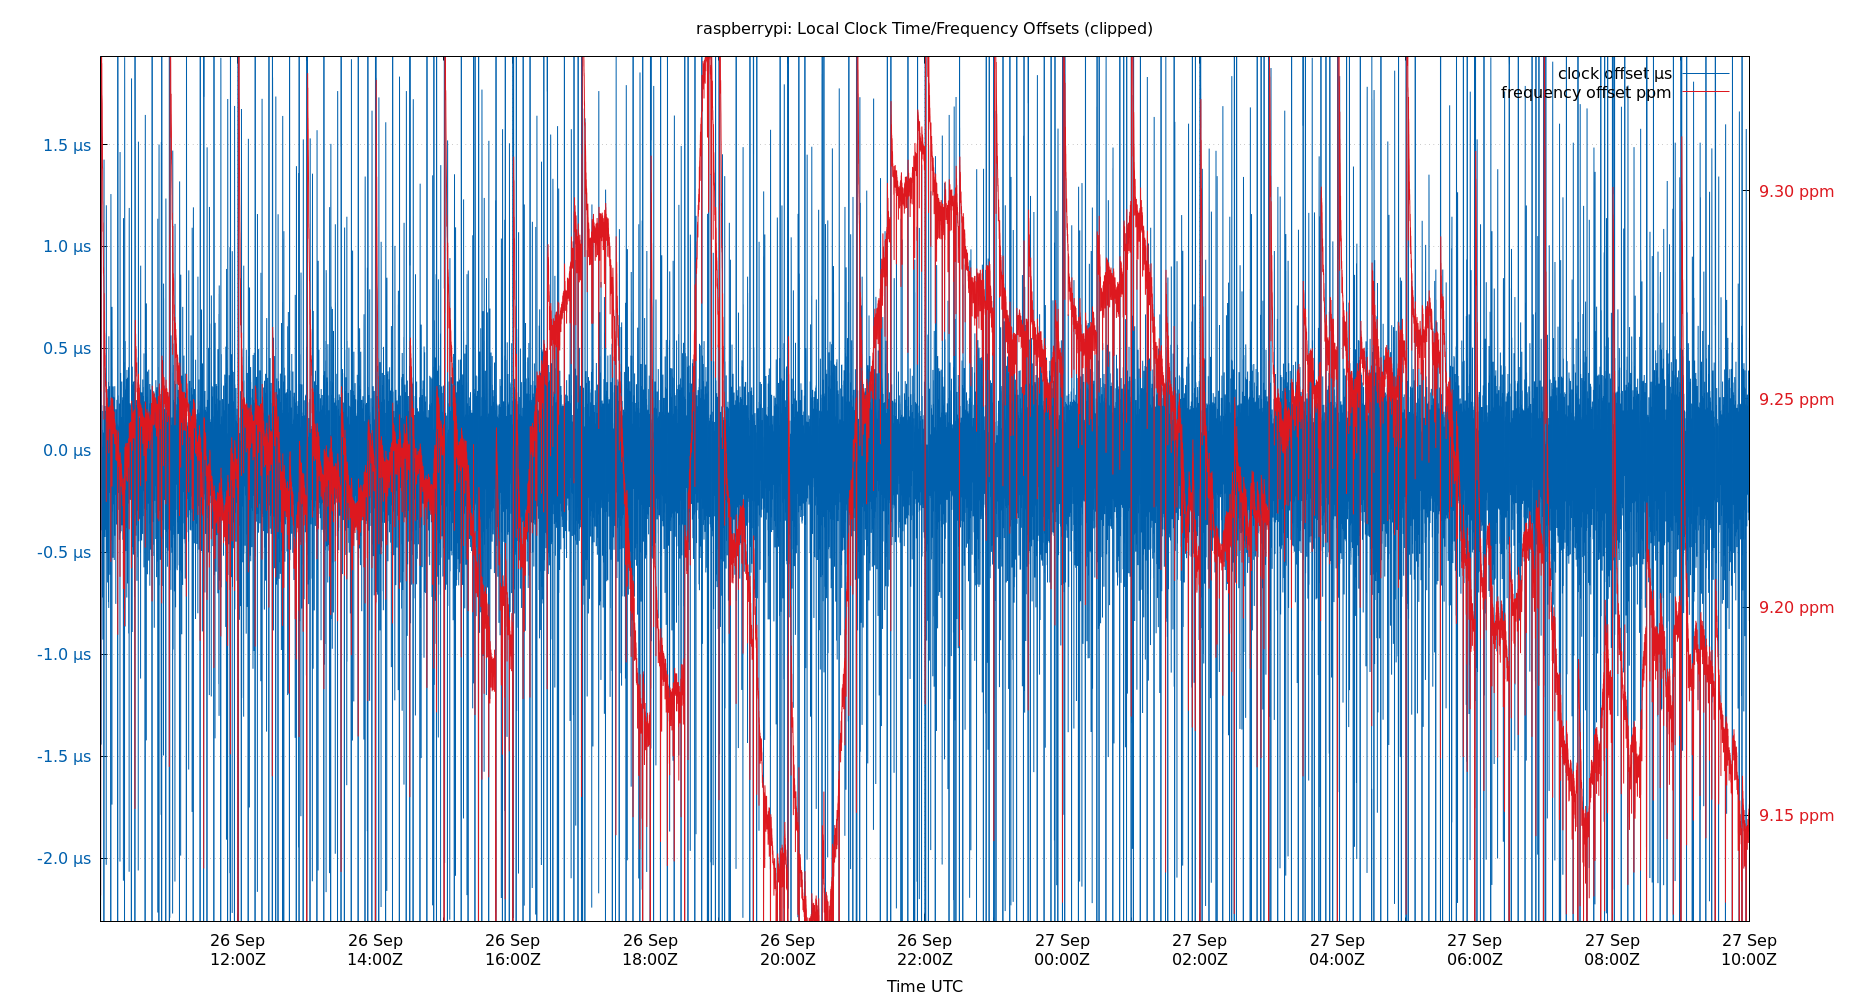 raspberrypi: Local Clock Time/Frequency Offsets (clipped)
clock offset µs
frequency offset ppm
1.5 µs
1.0 µs
0.5 µs
0.0 µs
-0.5 µs
-1.0 µs
-1.5 µs
-2.0 µs
9.30 ppm
9.25 ppm
9.20 ppm
9.15 ppm
26 Sep 26 Sep 26 Sep 26 Sep 26 Sep 26 Sep 27 Sep 27 Sep 27 Sep 27 Sep 27 Sep 27 Sep
12:00Z 14:00Z 16:00Z 18:00Z 20:00Z 22:00Z 00:00Z 02:00Z 04:00Z 06:00Z 08:00Z 10:00Z
Time UTC